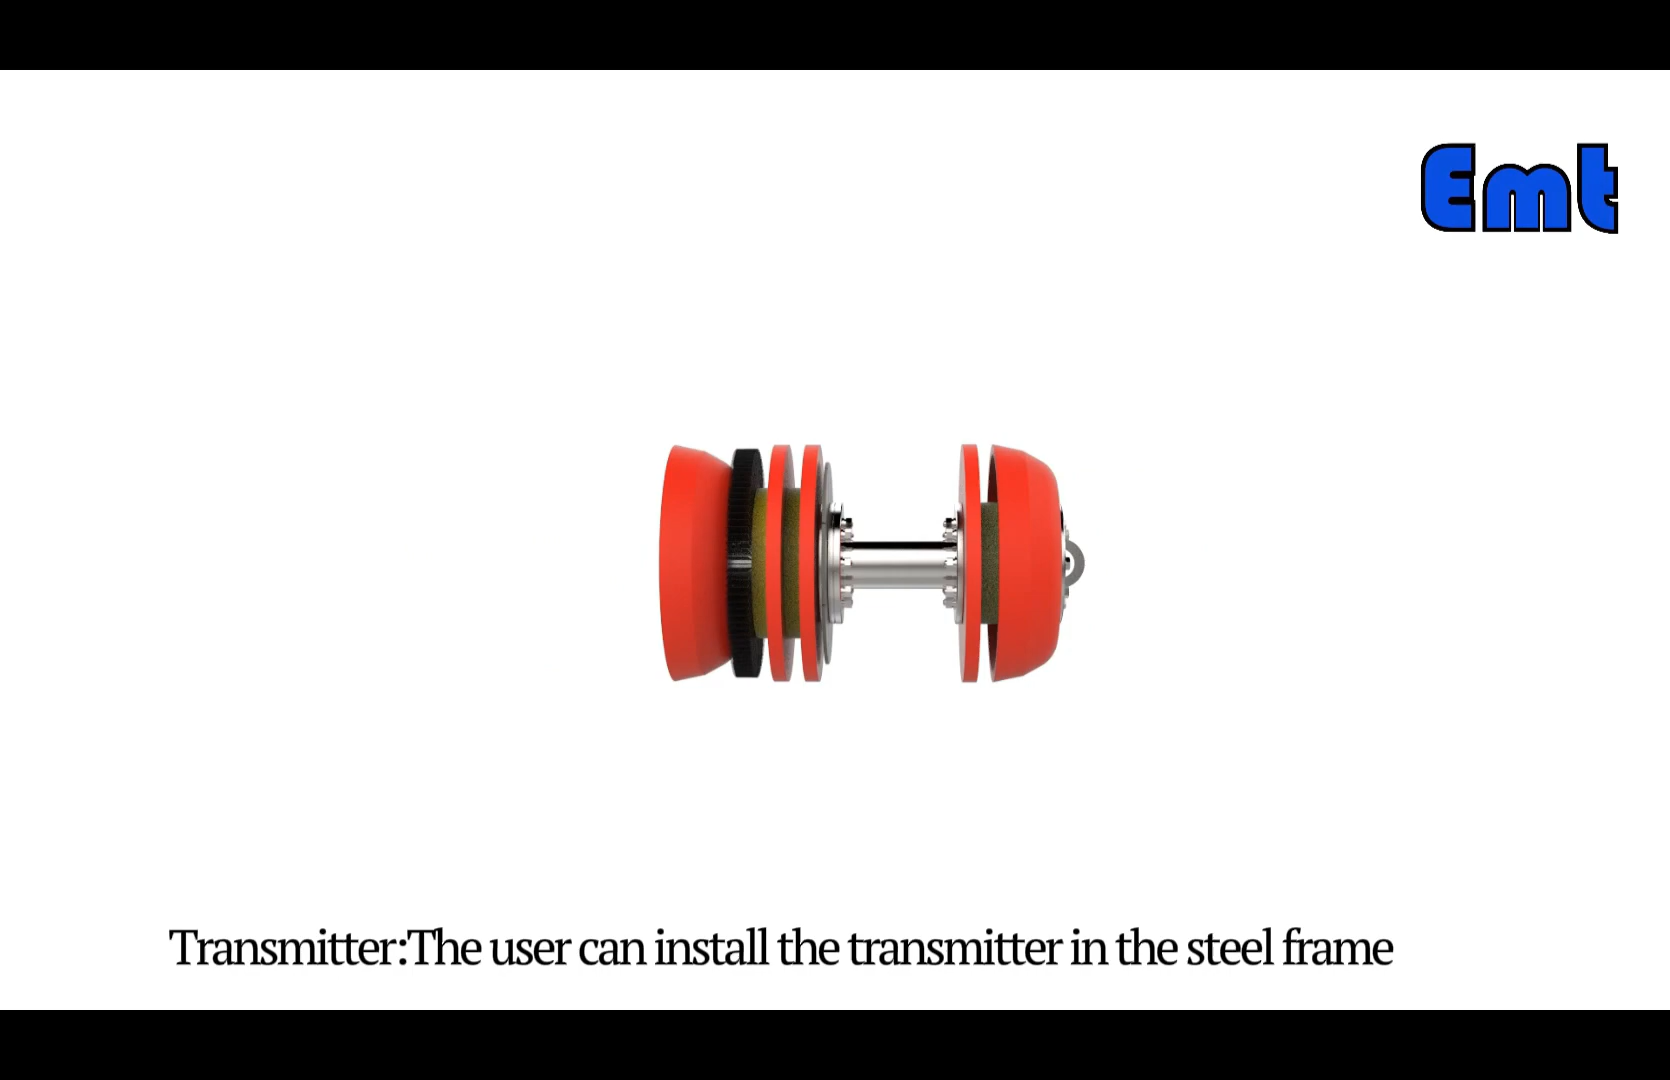 Emt
Transmitter:The user can install the transmitter in the steel frame